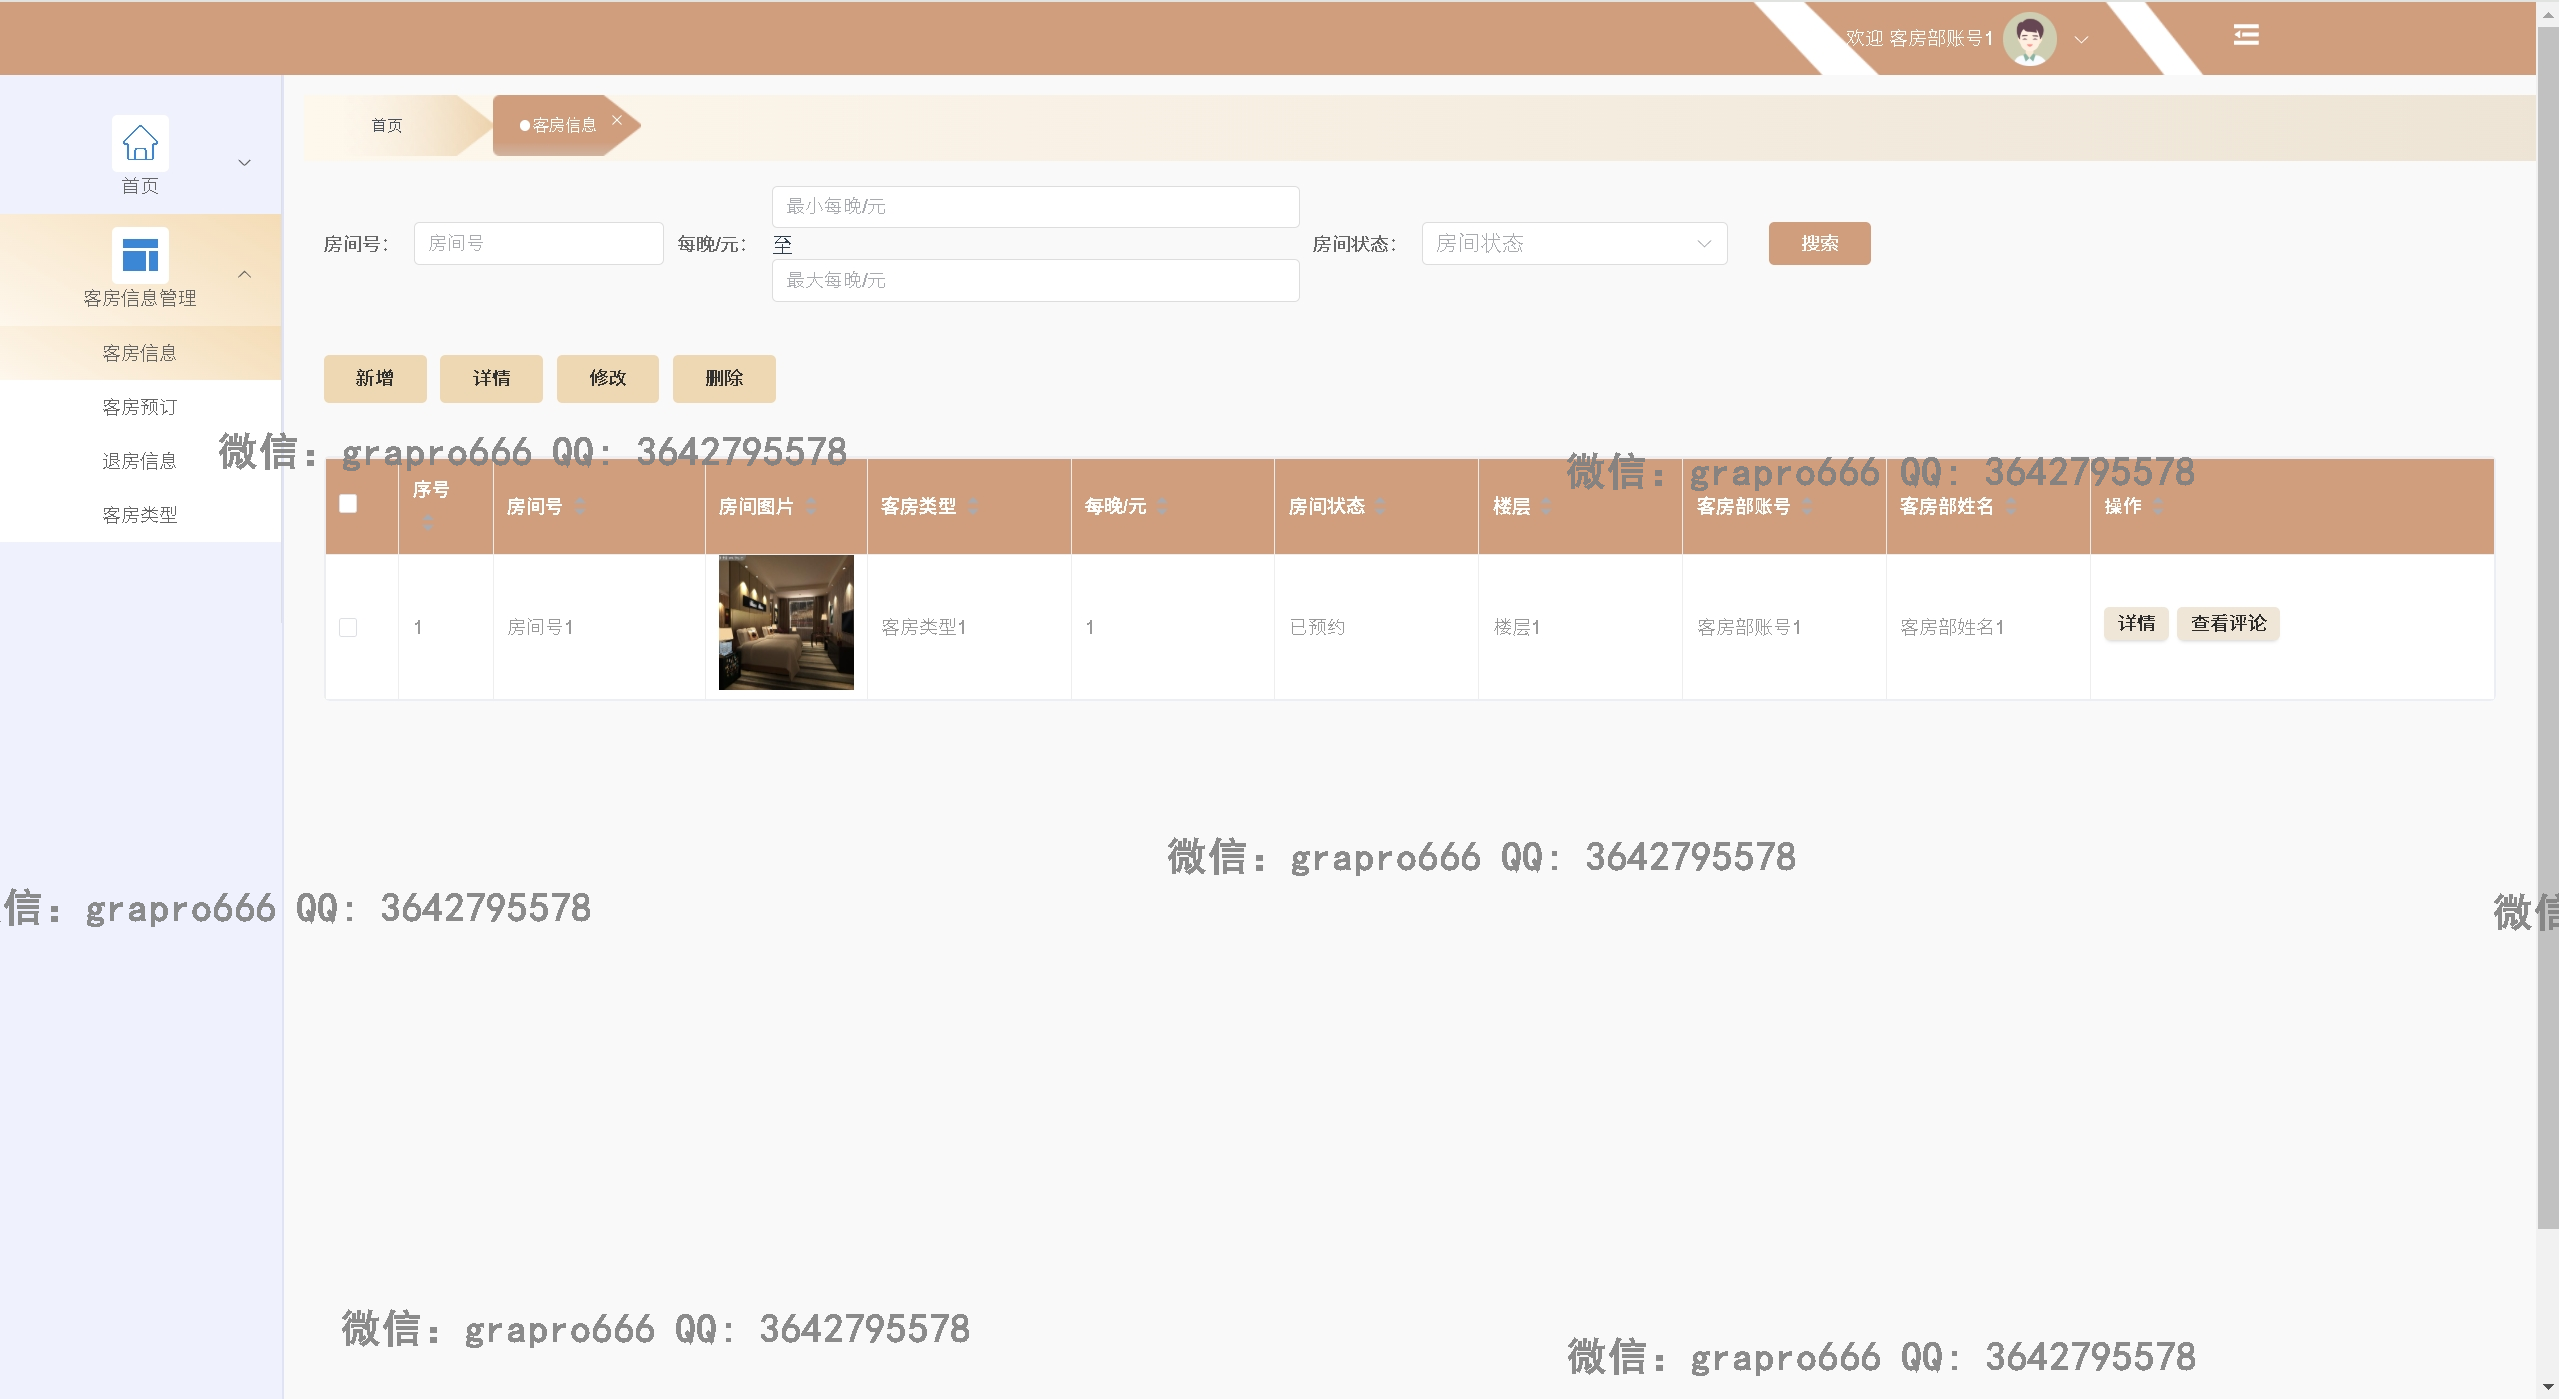 欢迎 客房部账号1
首页
客房信息
首页
客房信息管理
客房信息
客房预订
退房信息
客房类型
房间号：
房间号
每晚/元：
最小每晚/元
至
最大每晚/元
房间状态：
房间状态
搜索
新增
详情
修改
删除
微信：grapro666 QQ: 3642795578
微信：grapro666 QQ: 3642795578
序号
房间号
房间图片
客房类型
每晚/元
房间状态
楼层
客房部账号
客房部姓名
操作
1
房间号1
客房类型1
1
已预约
楼层1
客房部账号1
客房部姓名1
详情
查看评论
微信：grapro666 QQ: 3642795578
信：grapro666 QQ: 3642795578
微信
微信：grapro666 QQ: 3642795578
微信：grapro666 QQ: 3642795578